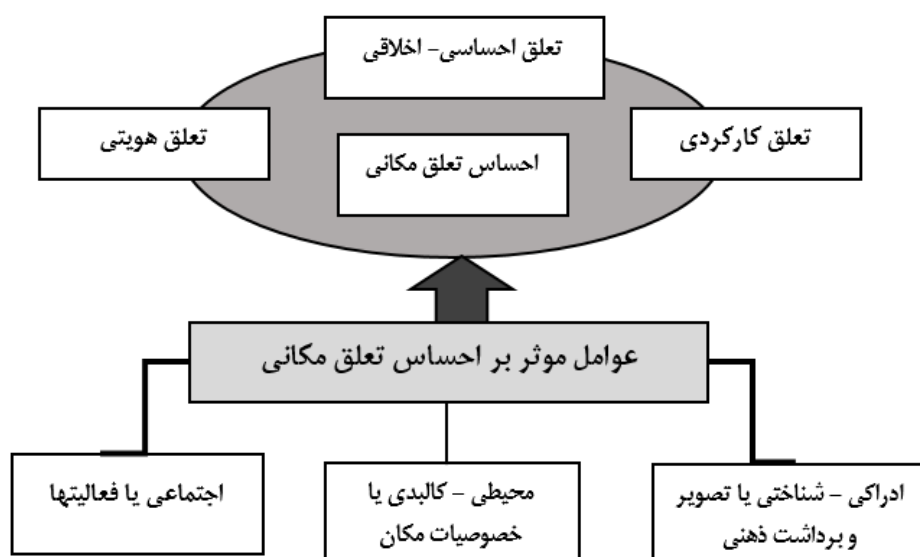 تعلق احساسی- اخلاقی
تعلق کارکردی
تعلق هویتی
احساس تعلق مکانی
عوامل موثر بر احساس تعلق مکانی
ادراکی – شناختی یا تصویر
و برداشت ذهنی
محیطی – کالبدی یا
خصوصیات مکان
اجتماعی یا فعالیتها